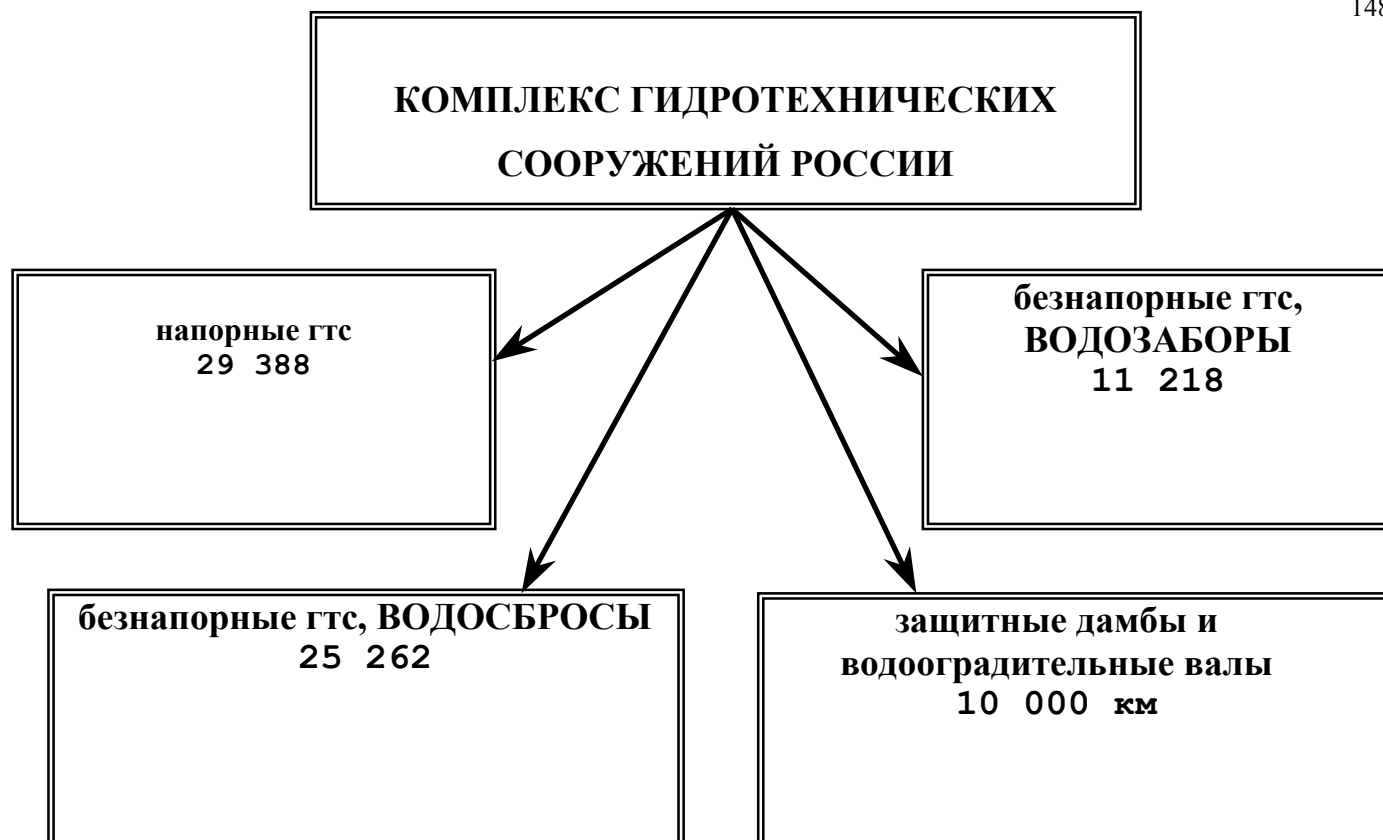 148
КОМПЛЕКС ГИДРОТЕХНИЧЕСКИХ
СООРУЖЕНИЙ РОССИИ
напорные гтс
29 388
безнапорные гтс,
ВОДОЗАБОРЫ
11 218
безнапорные гтс, ВОДОСБРОСЫ
25 262
защитные дамбы и
водооградительные валы
10 000 км